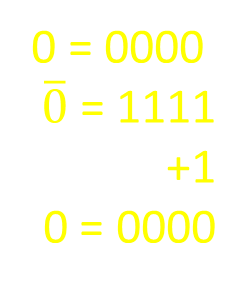 0 = 0000
0̅ = 1111
+1
0 = 0000